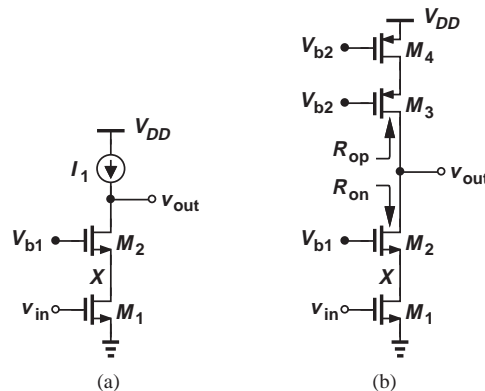 V_DD
I_1
v_out
V_b1
M_2
X
v_in
M_1
(a)
V_DD
V_b2
M_4
V_b2
M_3
R_op
v_out
R_on
V_b1
M_2
X
v_in
M_1
(b)